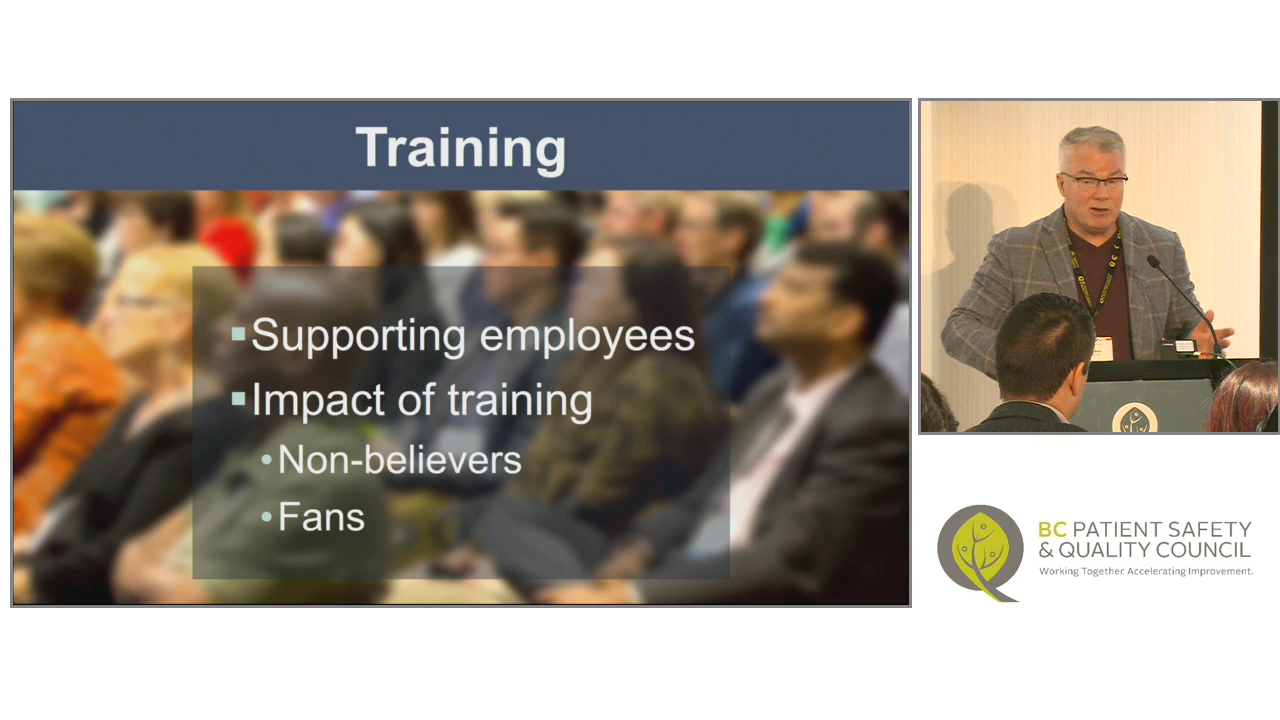 Training
Supporting employees
Impact of training
Non-believers
Fans
BC PATIENT SAFETY
& QUALITY COUNCIL
Working Together. Accelerating Improvement.